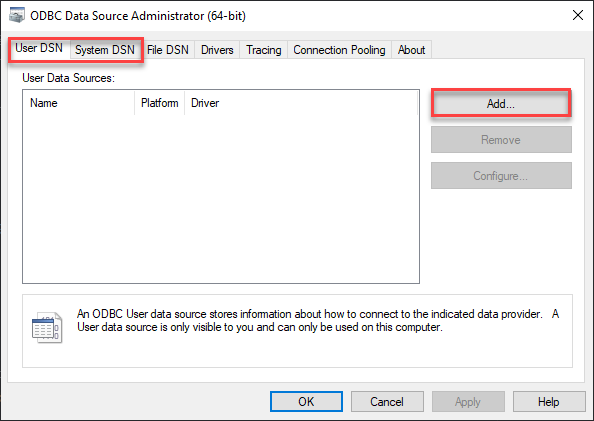 ODBC Data Source Administrator (64-bit)
User DSN System DSN File DSN Drivers Tracing Connection Pooling About
User Data Sources:
Name Platform Driver
Add...
Remove
Configure...
An ODBC User data source stores information about how to connect to the indicated data provider. A
User data source is only visible to you and can only be used on this computer.
OK Cancel Apply Help